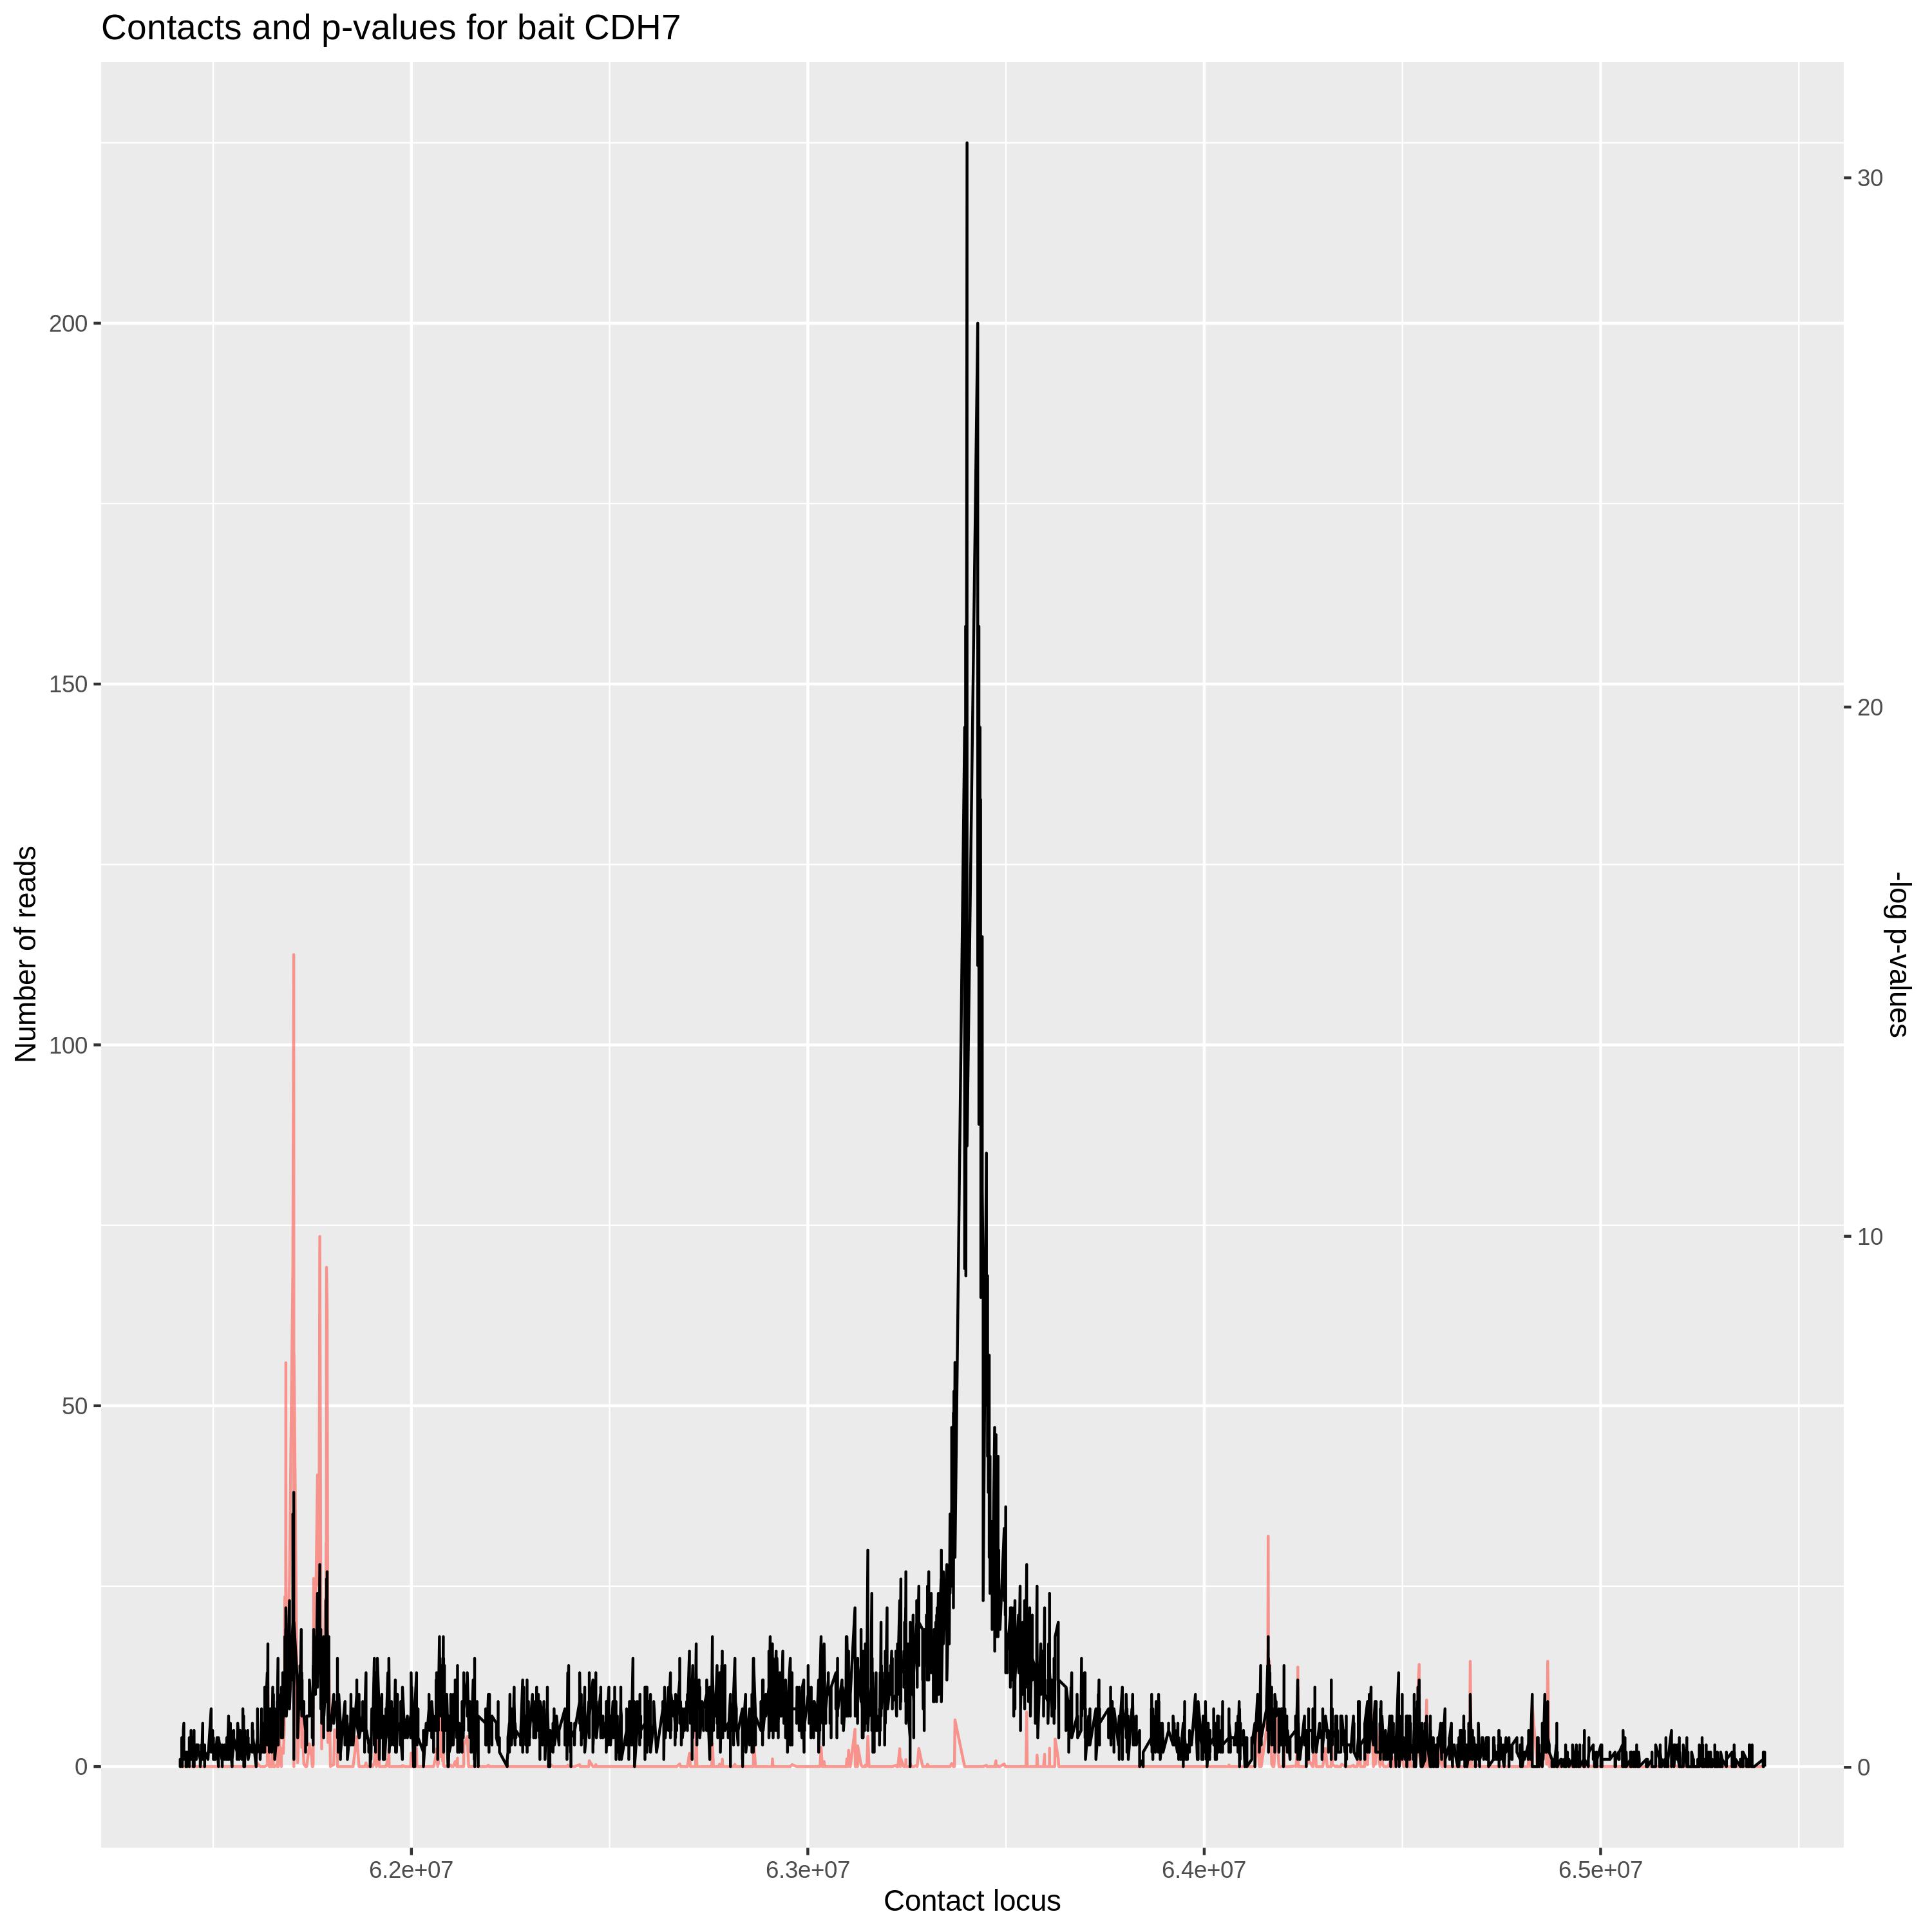 Contacts and p-values for bait CDH7
Number of reads
200
150
100
50
0
30
20
10
0
-log p-values
6.2e+07
6.3e+07
6.4e+07
6.5e+07
Contact locus